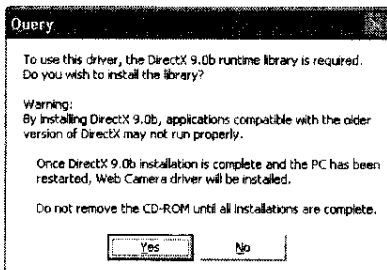 Query
To use this driver, the DirectX 9.0b runtime library is required.
Do you wish to install the library?
Warning:
By installing DirectX 9.0b, applications compatible with the older
version of DirectX may not run properly.
Once DirectX 9.0b installation is complete and the PC has been
restarted, Web Camera driver will be installed.
Do not remove the CD-ROM until all installations are complete.
Yes No